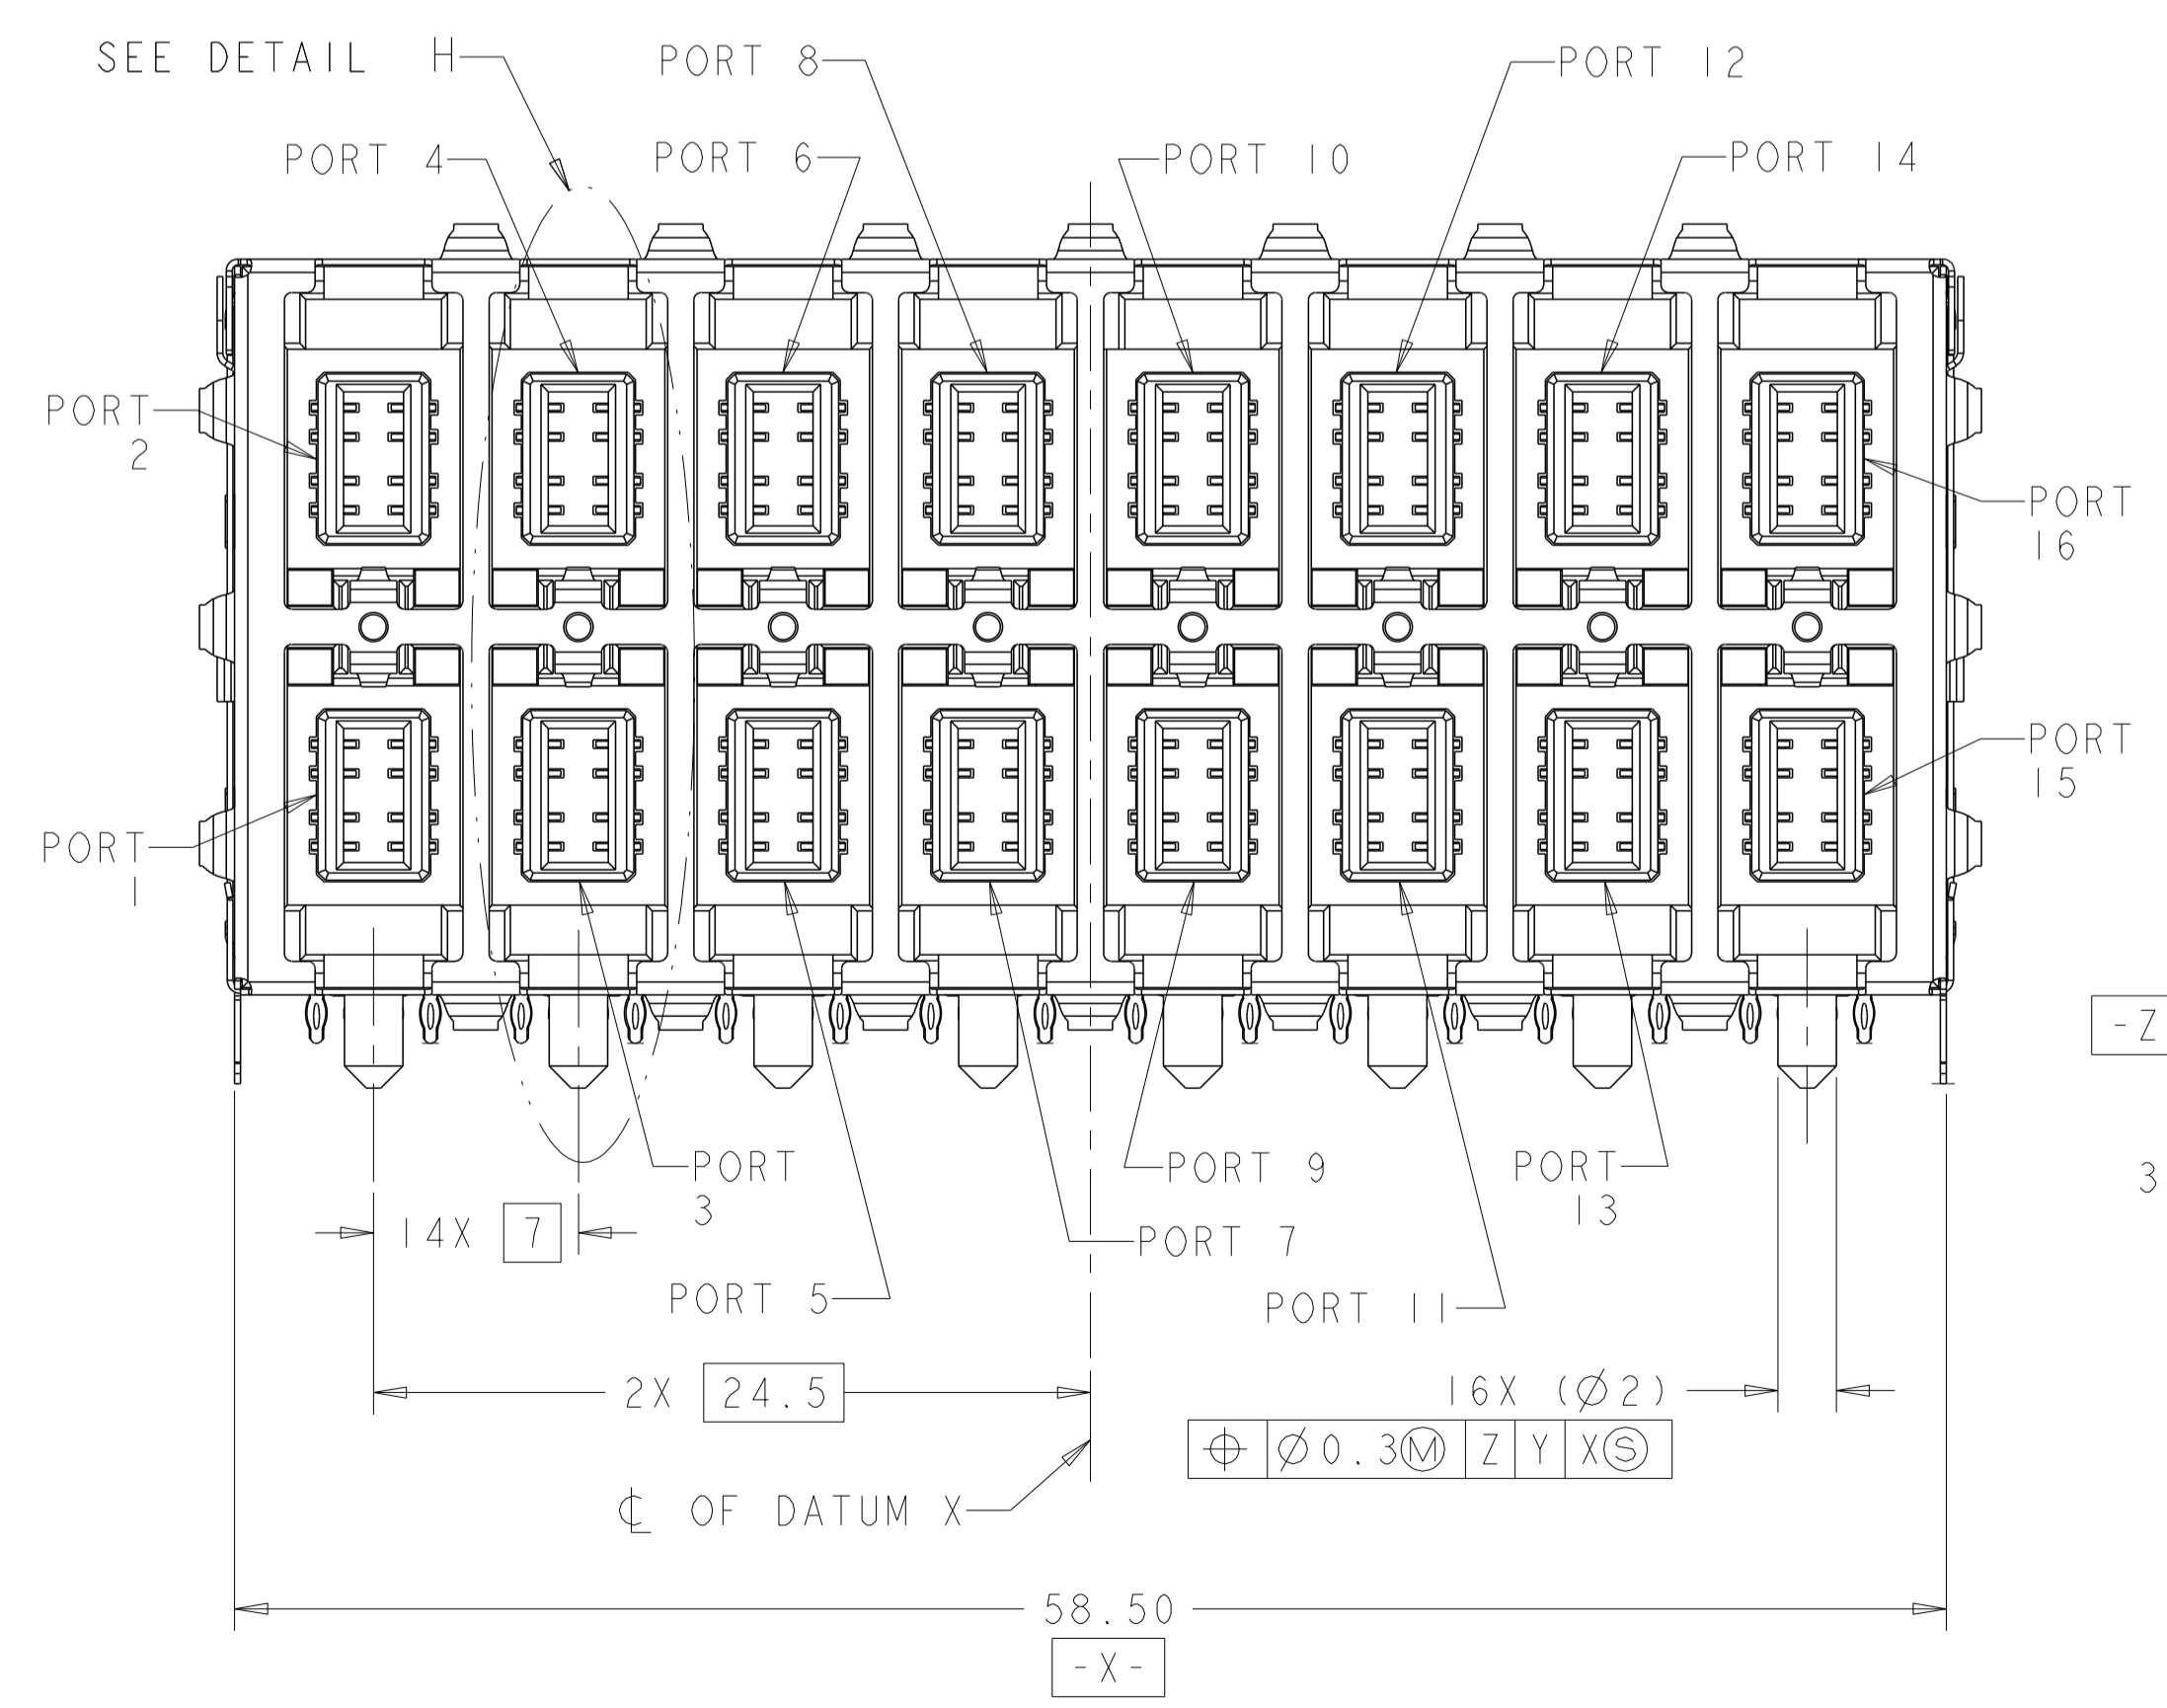 SEE DETAIL H
PORT 8
PORT 12
PORT 4
PORT 6
PORT 10
PORT 14
PORT
2
PORT
16
PORT
15
PORT
1
-Z
PORT
3
PORT 9
PORT
13
3
14X 7
PORT 7
PORT 5
PORT 11
2X 24.5
16X (Ø2)
⌖ Ø0.3Ⓜ Z Y XⓈ
℄ OF DATUM X
58.50
-X-